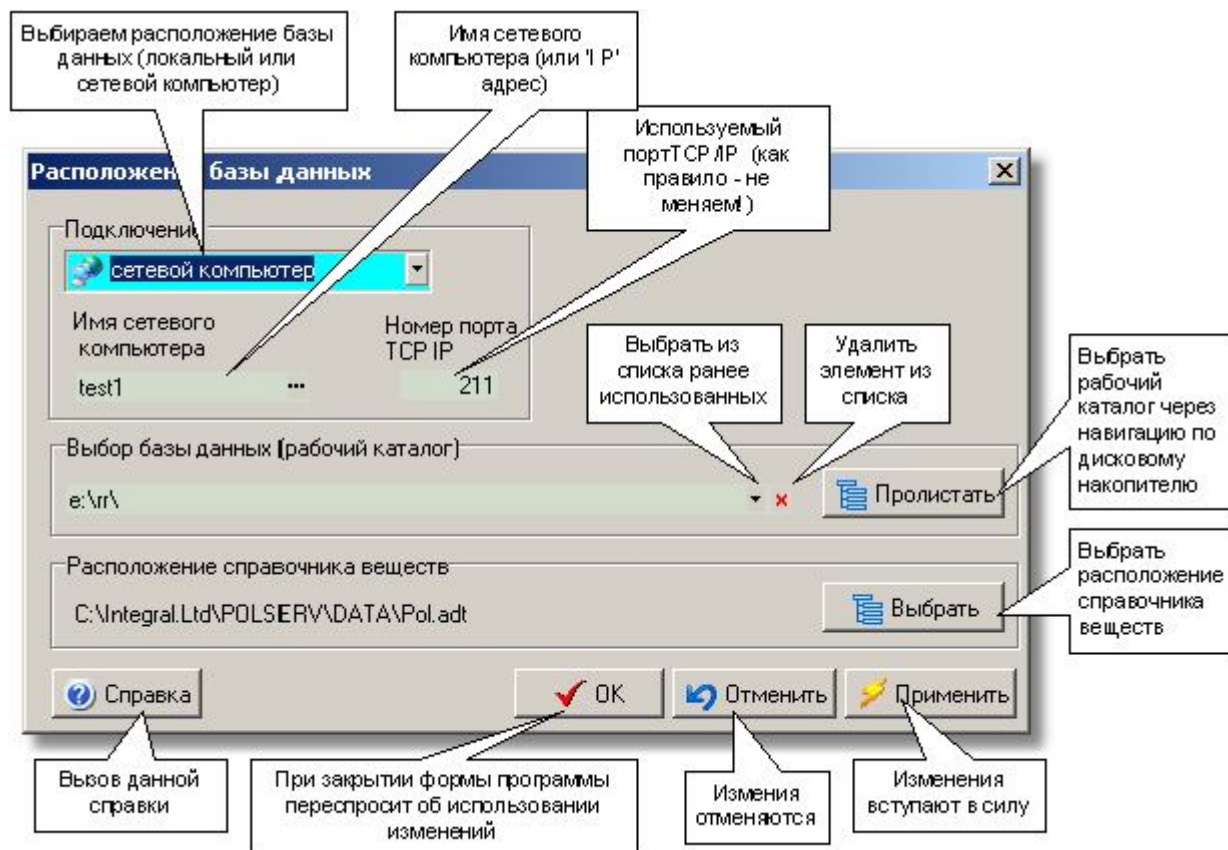 Выбираем расположение базы
данных (локальный или
сетевой компьютер)
Имя сетевого
компьютера (или 'I P'
адрес)
Используемый
портTCP /IP (как
правило - не
меняем! )
Расположен базы данных
Подключени
сетевой компьютер
Имя сетевого
компьютера
Номер порта
TCP IP
test1 ...
211
Выбрать из
списка ранее
использованных
Удалить
элемент из
списка
Выбрать
рабочий
каталог через
навигацию по
дисковому
накопителю
Выбор базы данных (рабочий каталог)
e:\rr\
Пролистать
Расположение справочника веществ
C:\Integral.Ltd\POLSERV\DATA\Pol.adt
Выбрать
Выбрать
расположение
справочника
веществ
Справка
OK
Отменить
Применить
Вызов данной
справки
При закрытии формы программы
переспросит об использовании
изменений
Измения
отменяются
Изменения
вступают в силу